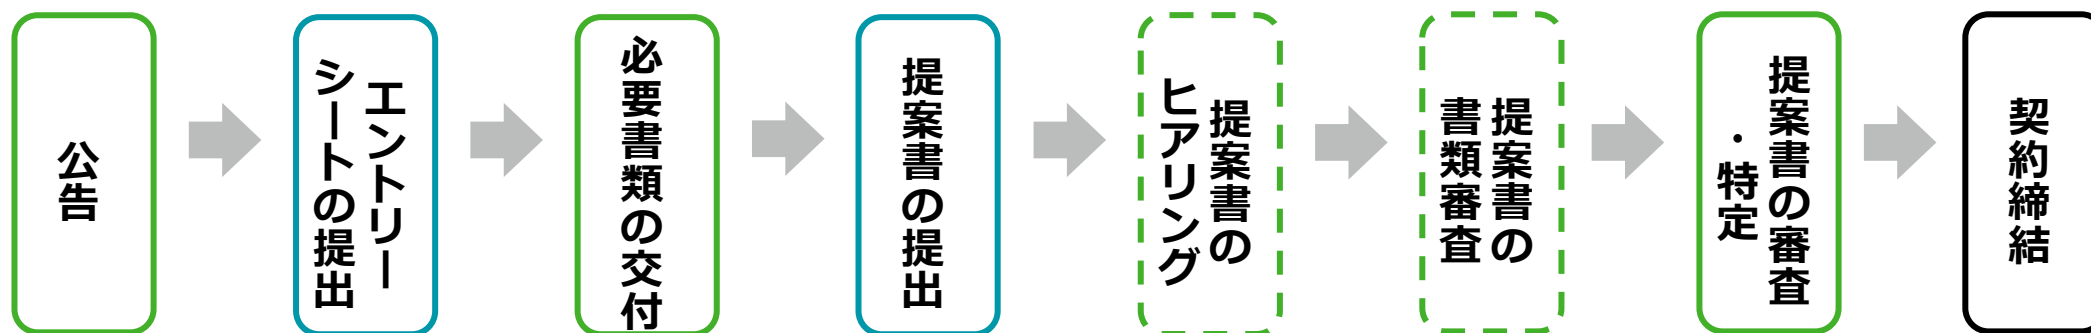 公告
エントリー
シートの提出
必要書類の交付
提案書の提出
提案書の
ヒアリング
提案書の
書類審査
提案書の審査
・特定
契約締結